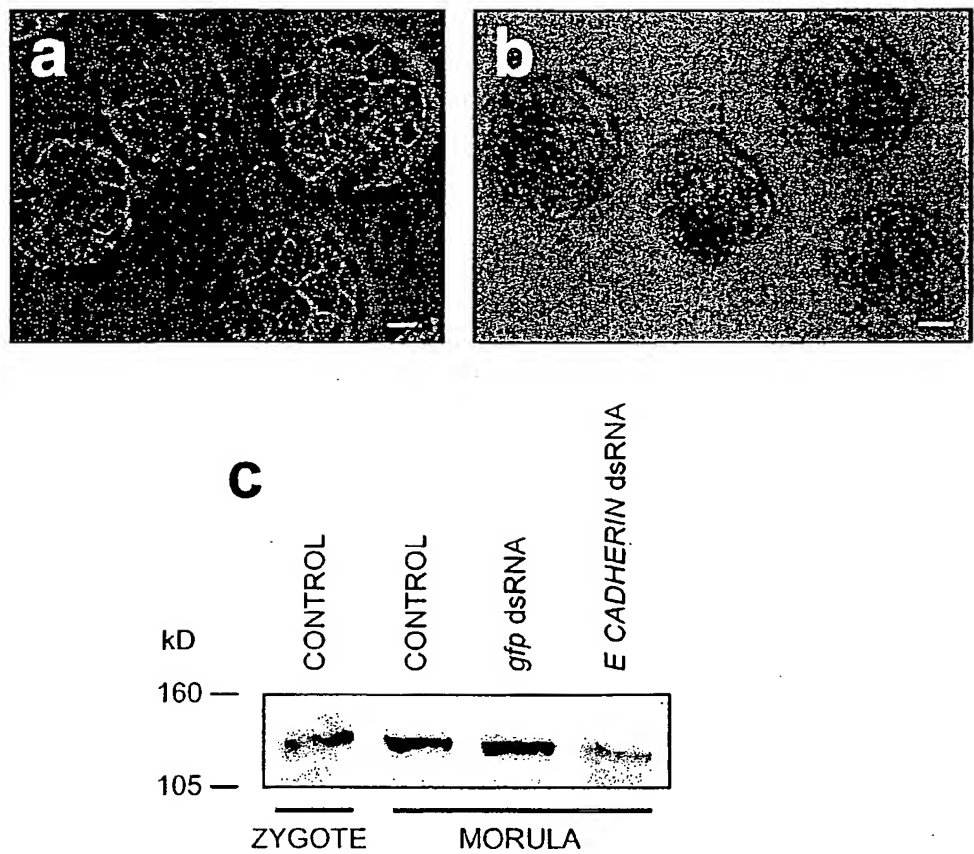 a
b
c
kD
CONTROL
CONTROL
gfp dsRNA
E CADHERIN dsRNA
160
105
ZYGOTE
MORULA